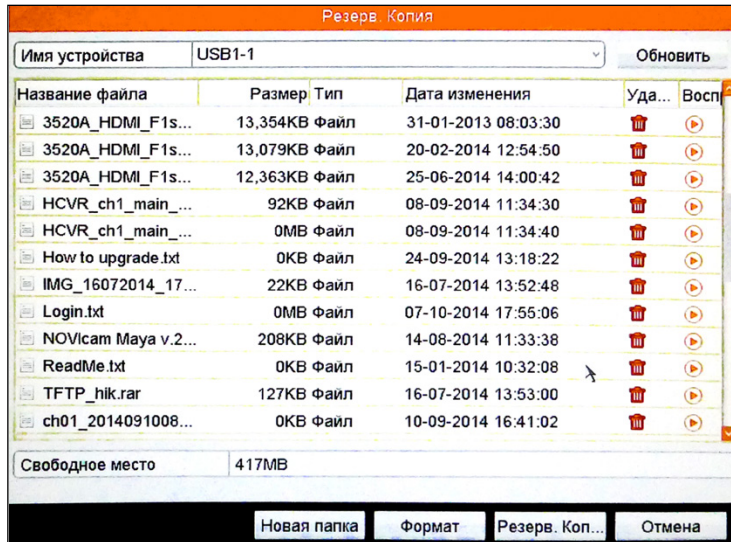 Резерв. Копия
Имя устройства USB1-1 Обновить
Название файла Размер Тип Дата изменения Уда... Восп
3520A_HDMI_F1s... 13,354KB Файл 31-01-2013 08:03:30
3520A_HDMI_F1s... 13,079KB Файл 20-02-2014 12:54:50
3520A_HDMI_F1s... 12,363KB Файл 25-06-2014 14:00:42
HCVR_ch1_main_... 92KB Файл 08-09-2014 11:34:30
HCVR_ch1_main_... 0MB Файл 08-09-2014 11:34:40
How to upgrade.txt 0KB Файл 24-09-2014 13:18:22
IMG_16072014_17... 22KB Файл 16-07-2014 13:52:48
Login.txt 0MB Файл 07-10-2014 17:55:06
NOVIcam Maya v.2... 208KB Файл 14-08-2014 11:33:38
ReadMe.txt 0KB Файл 15-01-2014 10:32:08
TFTP_hik.rar 127KB Файл 16-07-2014 13:53:00
ch01_2014091008... 0KB Файл 10-09-2014 16:41:02
Свободное место 417MB
Новая папка Формат Резерв. Коп... Отмена